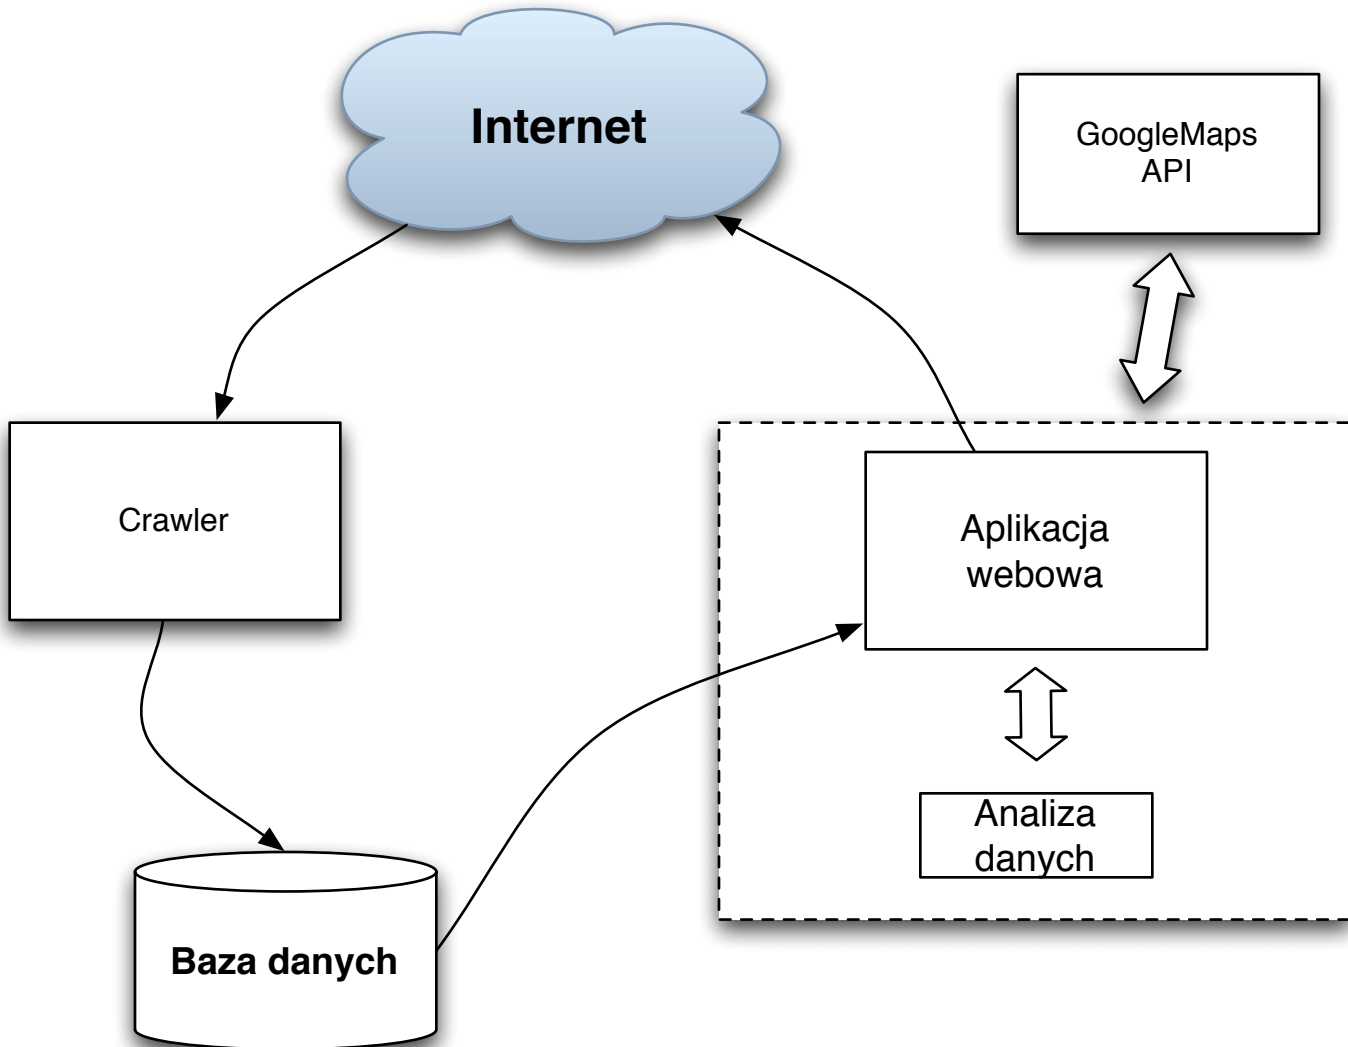 Internet
GoogleMaps
API
Crawler
Aplikacja
webowa
Analiza
danych
Baza danych